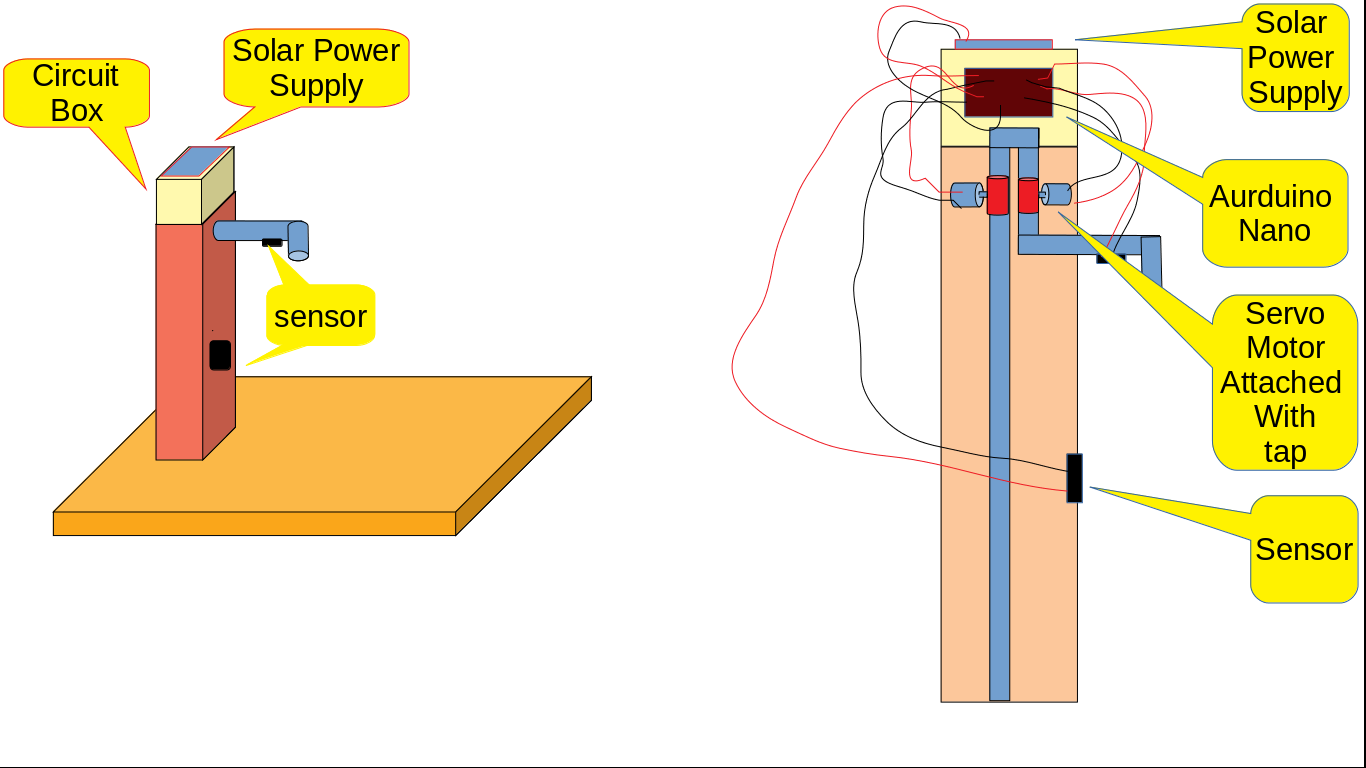 Circuit
Box
Solar Power
Supply
sensor
Solar
Power
Supply
Aurduino
Nano
Servo
Motor
Attached
With
tap
Sensor